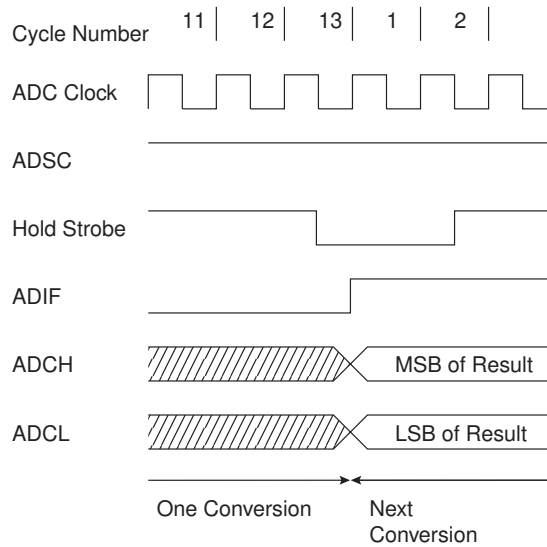 Cycle Number 11 12 13 1 2
ADC Clock
ADSC
Hold Strobe
ADIF
ADCH MSB of Result
ADCL LSB of Result
One Conversion Next
Conversion